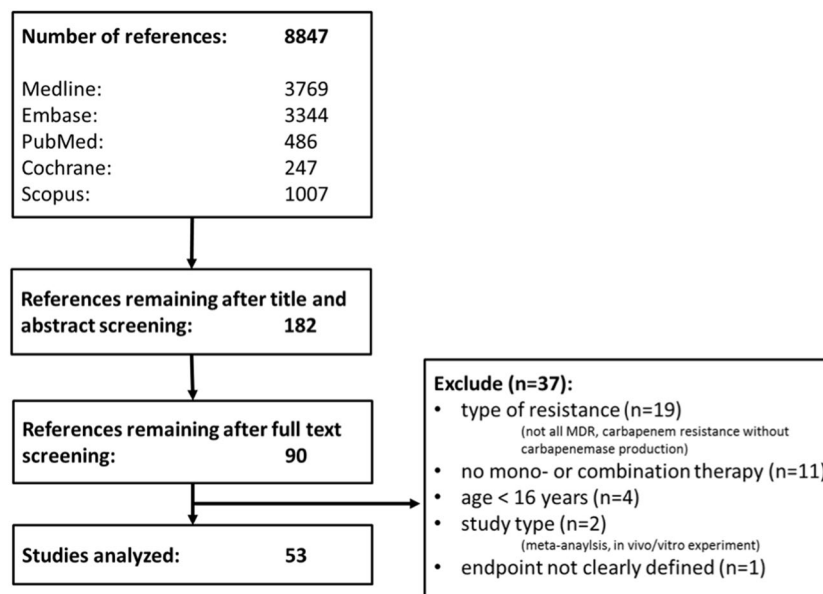 Number of references: 8847
Medline: 3769
Embase: 3344
PubMed: 486
Cochrane: 247
Scopus: 1007
References remaining after title and
abstract screening: 182
References remaining after full text
screening: 90
Exclude (n=37):
• type of resistance (n=19)
(not all MDR, carbapenem resistance without
carbapenemase production)
• no mono- or combination therapy (n=11)
• age < 16 years (n=4)
• study type (n=2)
(meta-anaylsis, in vivo/vitro experiment)
• endpoint not clearly defined (n=1)
Studies analyzed: 53